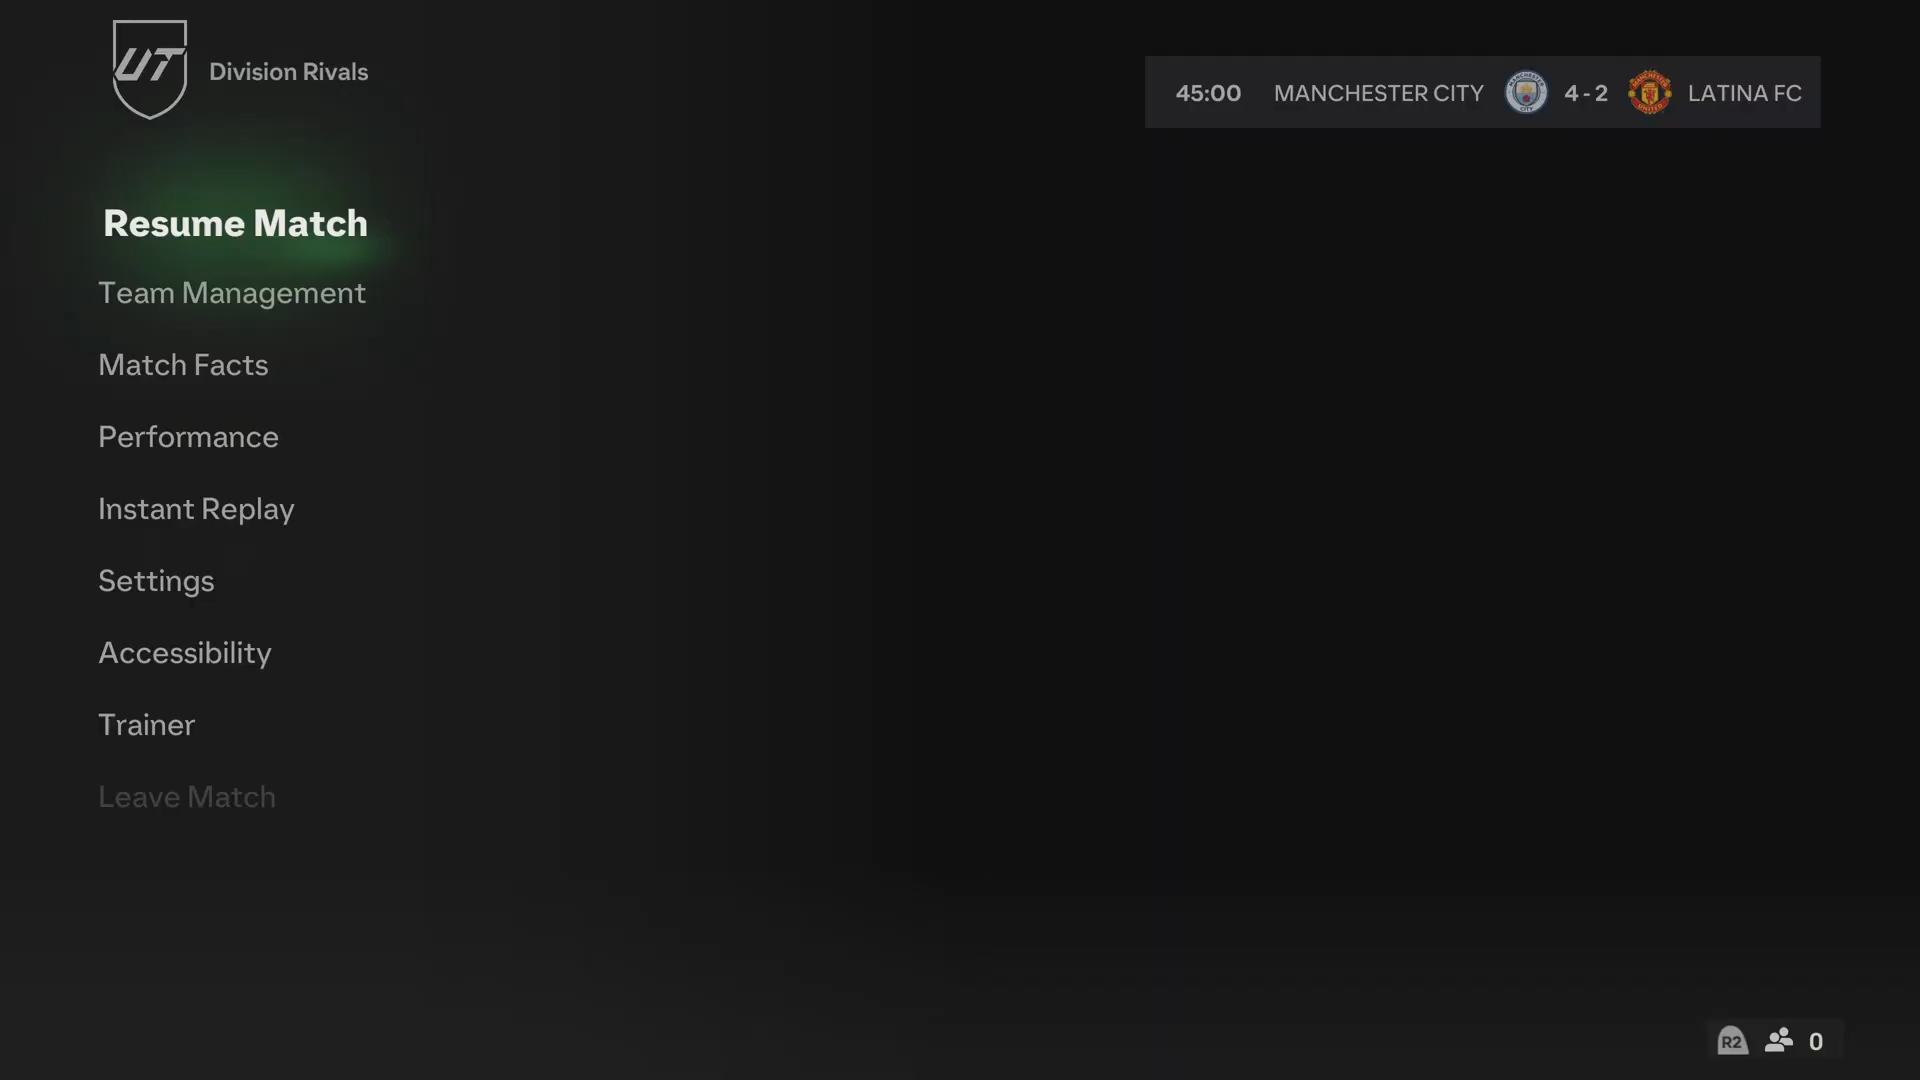 UT Division Rivals
45:00 MANCHESTER CITY 4 - 2 LATINA FC
Resume Match
Team Management
Match Facts
Performance
Instant Replay
Settings
Accessibility
Trainer
Leave Match
R2 0